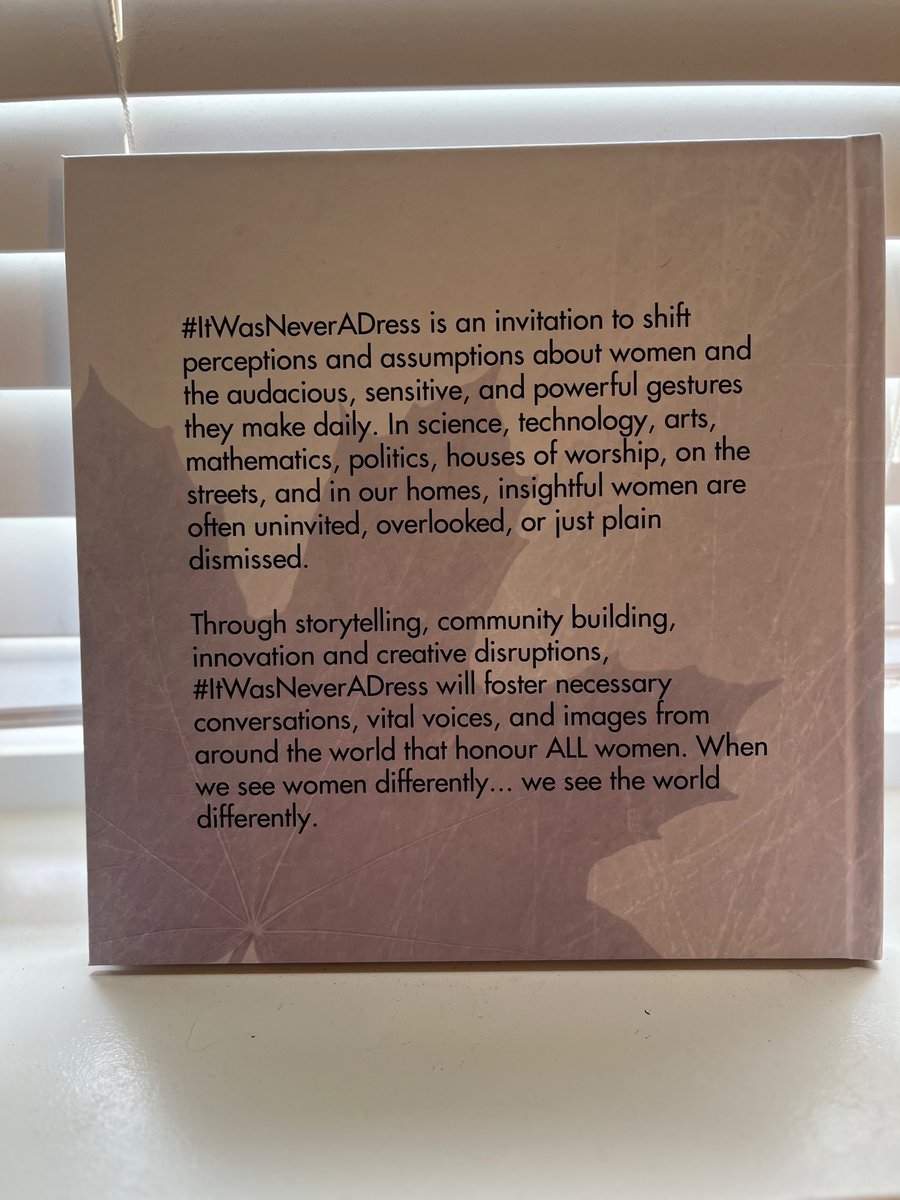 #ItWasNeverADress is an invitation to shift
perceptions and assumptions about women and
the audacious, sensitive, and powerful gestures
they make daily. In science, technology, arts,
mathematics, politics, houses of worship, on the
streets, and in our homes, insightful women are
often uninvited, overlooked, or just plain
dismissed.
Through storytelling, community building,
innovation and creative disruptions,
#ItWasNeverADress will foster necessary
conversations, vital voices, and images from
around the world that honour ALL women. When
we see women differently... we see the world
differently.